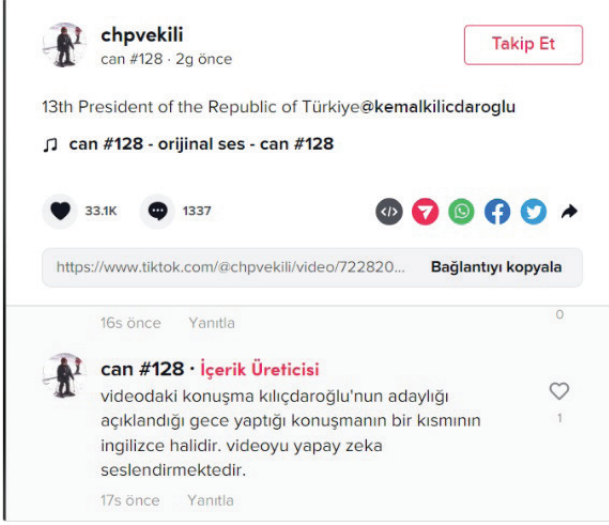 chpvekili
can #128 · 2g önce
Takip Et
13th President of the Republic of Türkiye@kemalkilicdaroglu
can #128 - orijinal ses - can #128
33.1K
1337
https://www.tiktok.com/@chpvekili/video/722820...
Bağlantıyı kopyala
16s önce Yanıtla
0
can #128 · İçerik Üreticisi
videodaki konuşma kılıçdaroğlu'nun adaylığı
açıklandığı gece yaptığı konuşmanın bir kısmının
ingilizce halidir. videoyu yapay zeka
seslendirmektedir.
1
17s önce Yanıtla